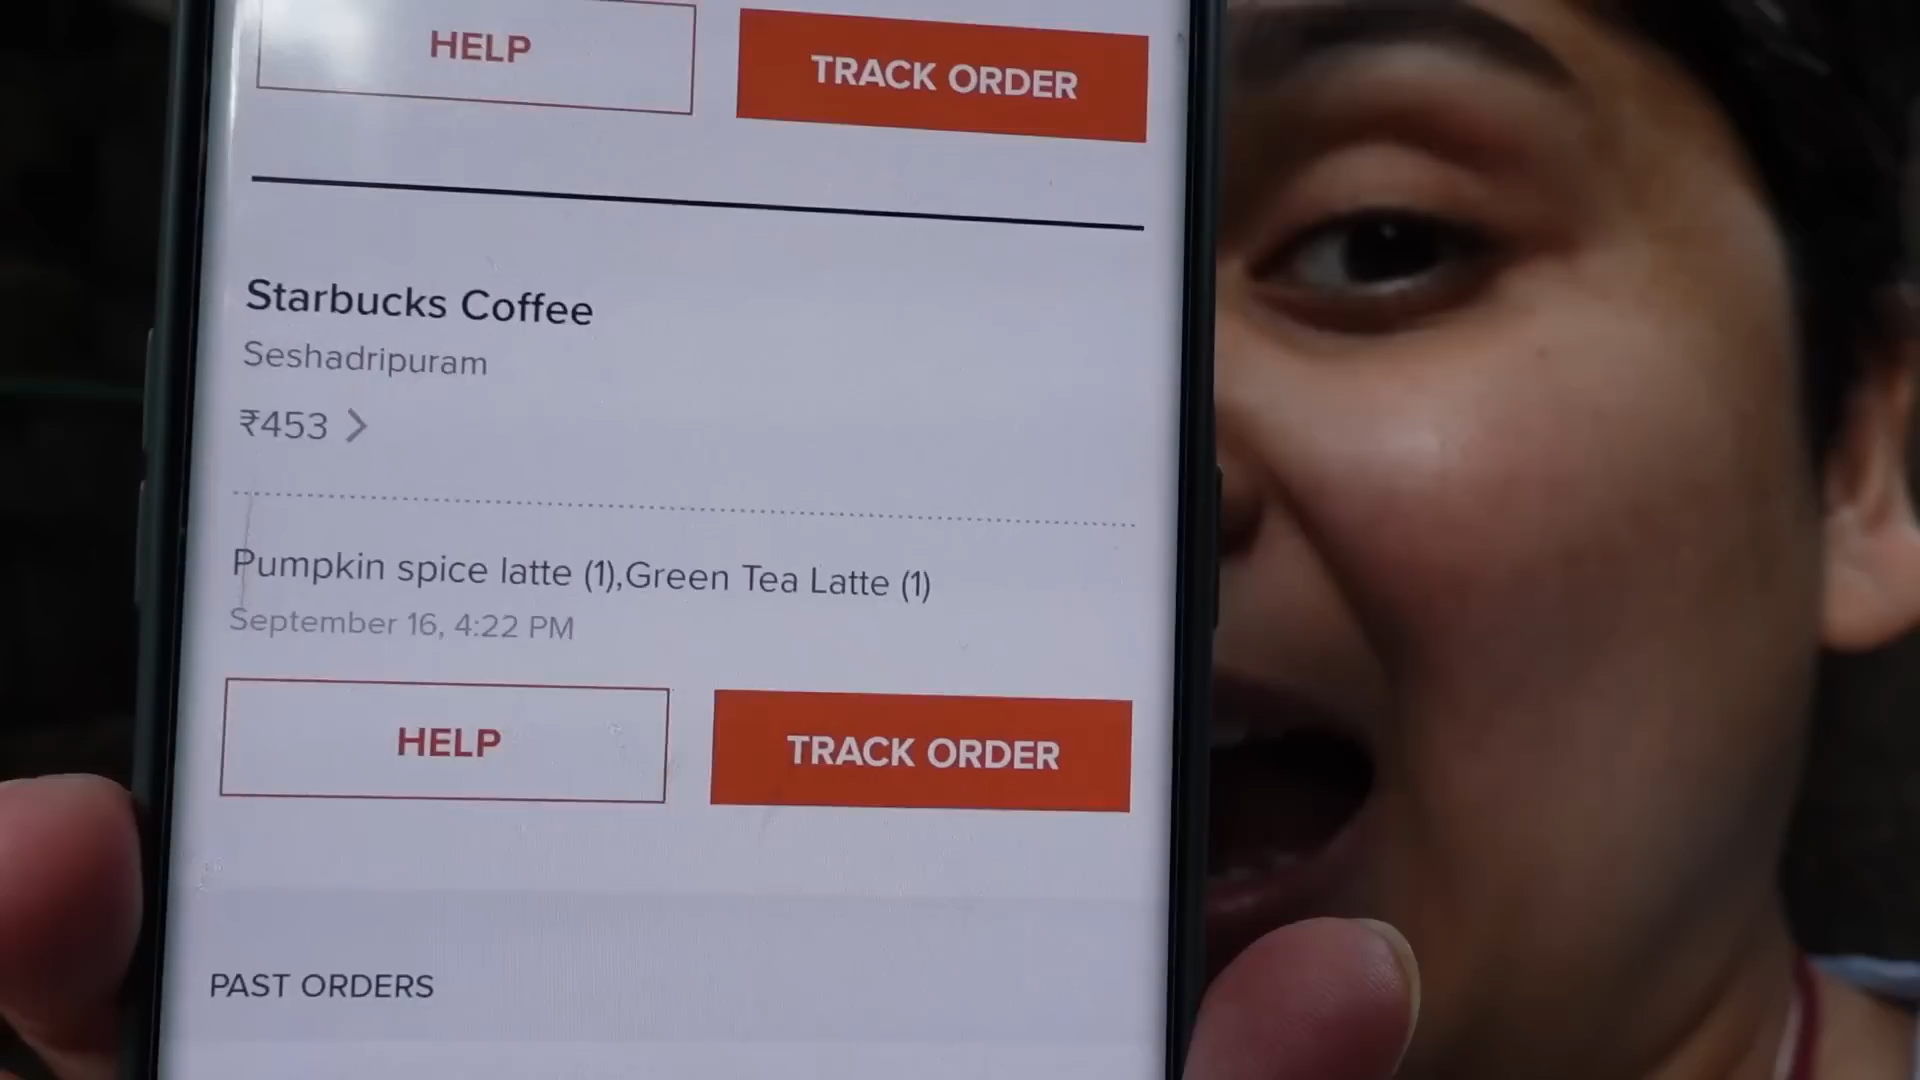 HELP
TRACK ORDER
Starbucks Coffee
Seshadripuram
₹453
Pumpkin spice latte (1),Green Tea Latte (1)
September 16, 4:22 PM
HELP
TRACK ORDER
PAST ORDERS